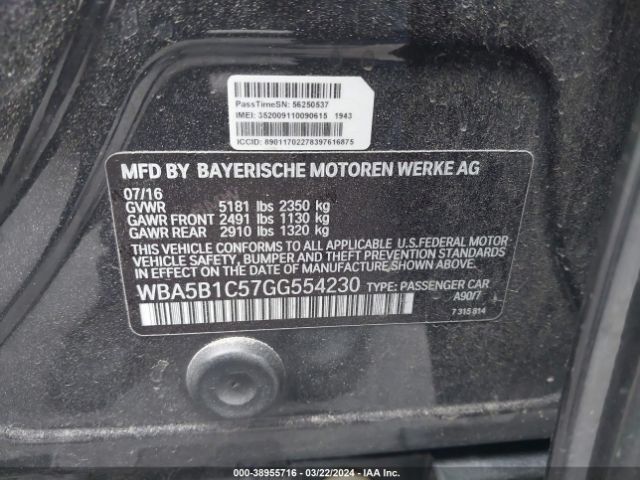 PassTimeSN: 56250537
IMEI: 352009110090615 1943
ICCID: 89011702278397616875
MFD BY BAYERISCHE MOTOREN WERKE AG
07/16
GVWR 5181 lbs 2350 kg
GAWR FRONT 2491 lbs 1130 kg
GAWR REAR 2910 lbs 1320 kg
THIS VEHICLE CONFORMS TO ALL APPLICABLE U.S.FEDERAL MOTOR
VEHICLE SAFETY, BUMPER AND THEFT PREVENTION STANDARDS
IN EFFECT ON THE DATE OF MANUFACTURE SHOWN ABOVE.
WBA5B1C57GG554230 TYPE: PASSENGER CAR
A90/7
7 315 814
000-38955716 - 03/22/2024 - IAA Inc.